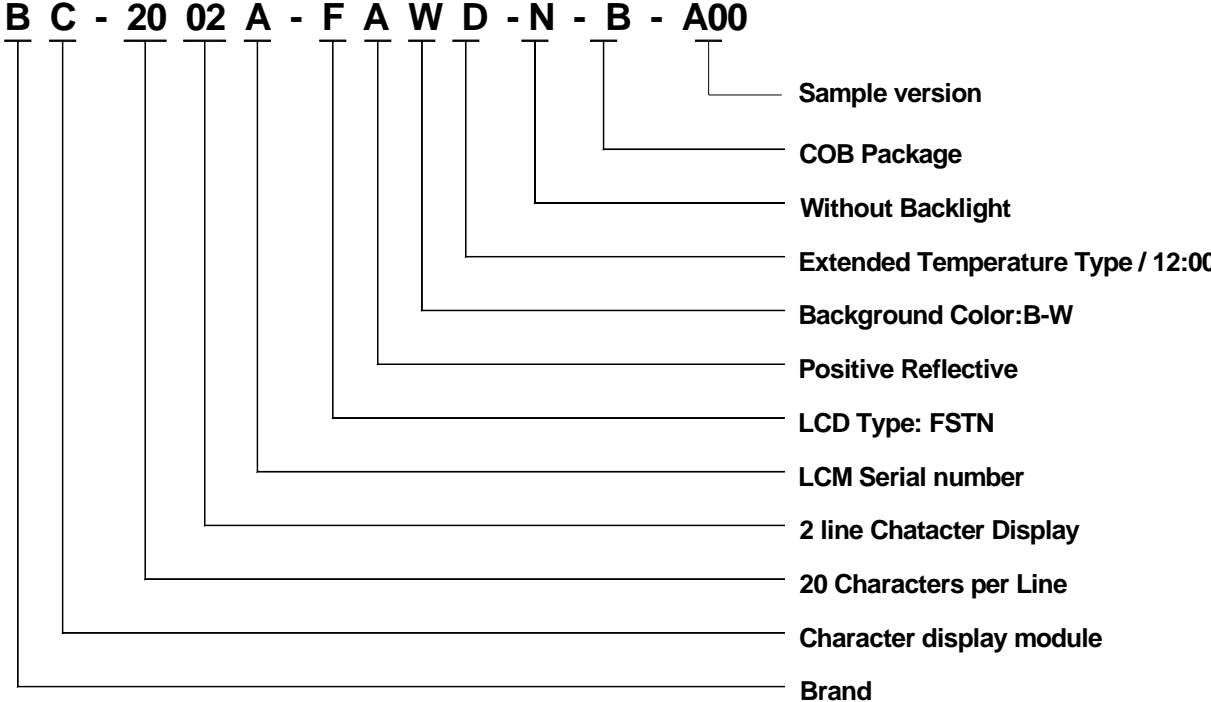 B C - 20 02 A - F A W D - N - B - A00
Sample version
COB Package
Without Backlight
Extended Temperature Type / 12:00
Background Color:B-W
Positive Reflective
LCD Type: FSTN
LCM Serial number
2 line Chatacter Display
20 Characters per Line
Character display module
Brand